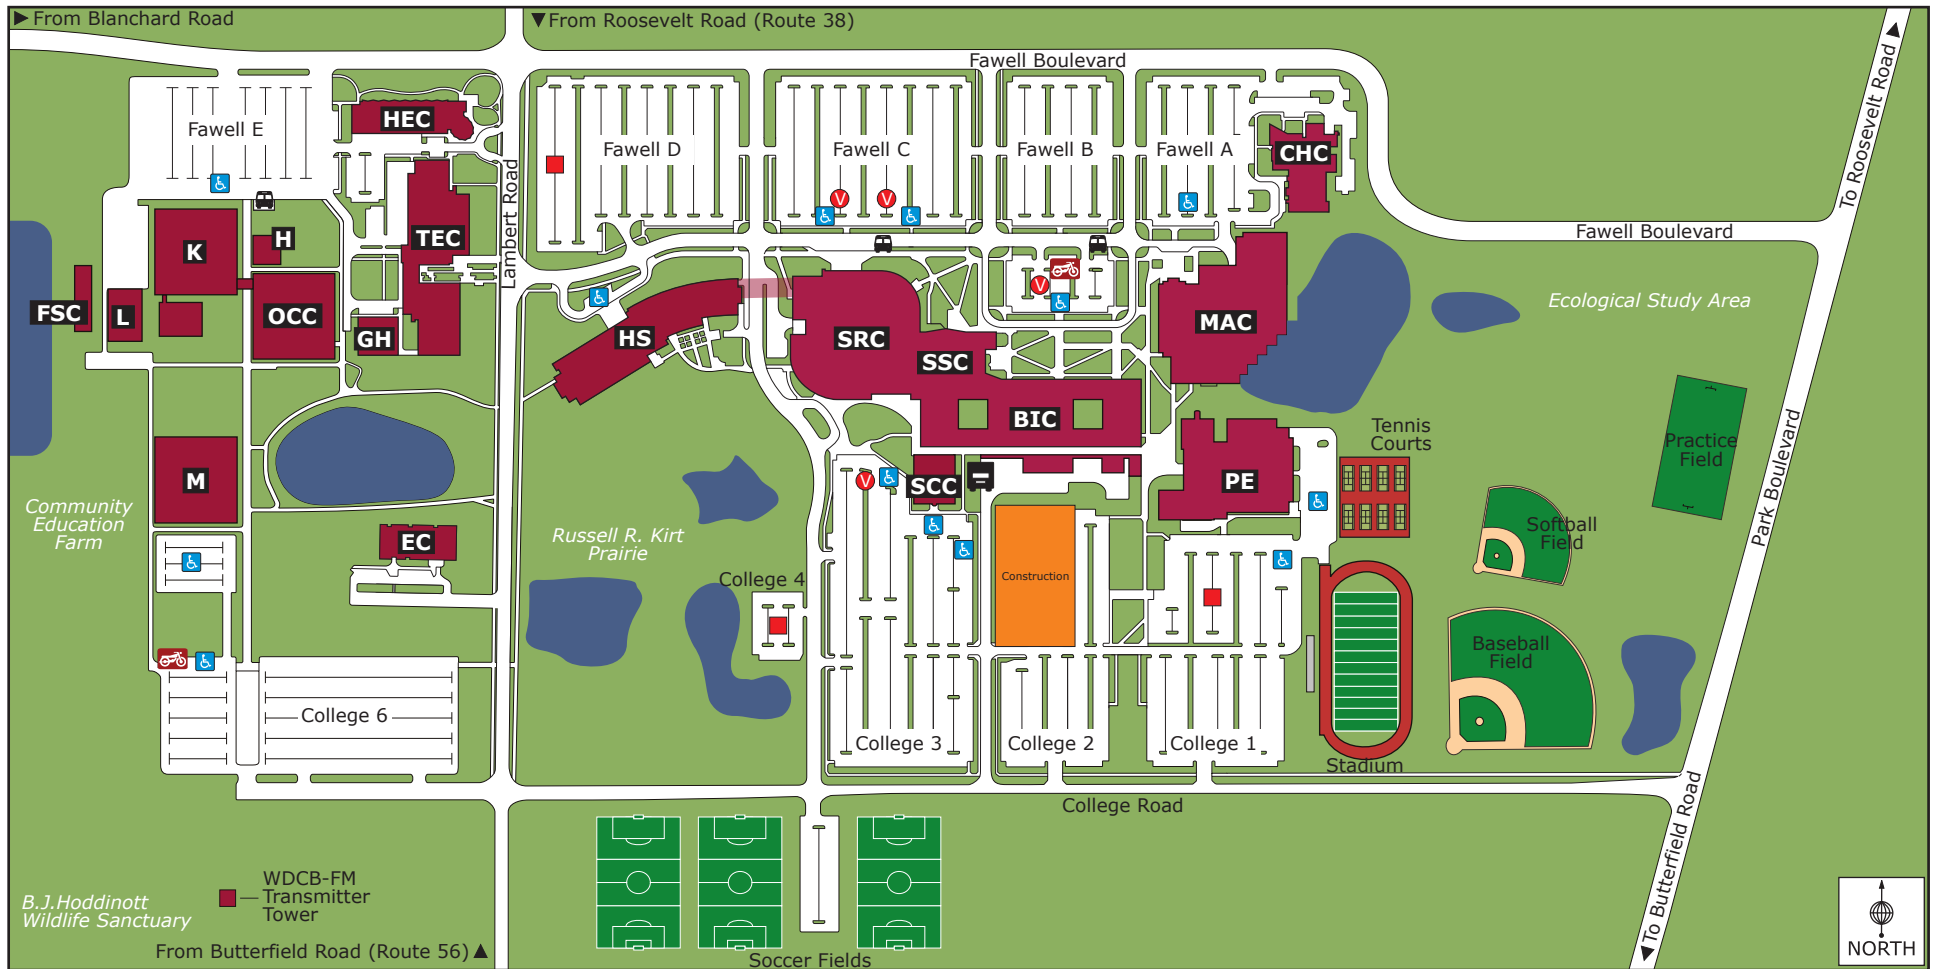 From Blanchard Road
From Roosevelt Road (Route 38)
Fawell Boulevard
To Roosevelt Road
HEC
Fawell E
Fawell D
Fawell C
Fawell B
Fawell A
CHC
Lambert Road
V
V
K
H
TEC
Fawell Boulevard
FSC
L
OCC
GH
HS
SRC
SSC
V
MAC
Ecological Study Area
BIC
Tennis
Courts
Practice
Field
Park Boulevard
M
V
SCC
PE
Community
Education
Farm
EC
Russell R. Kirt
Prairie
Softball
Field
College 4
Construction
Baseball
Field
College 6
College 3
College 2
College 1
Stadium
College Road
To Butterfield Road
WDCB-FM
Transmitter
Tower
B.J.Hoddinott
Wildlife Sanctuary
From Butterfield Road (Route 56)
Soccer Fields
NORTH